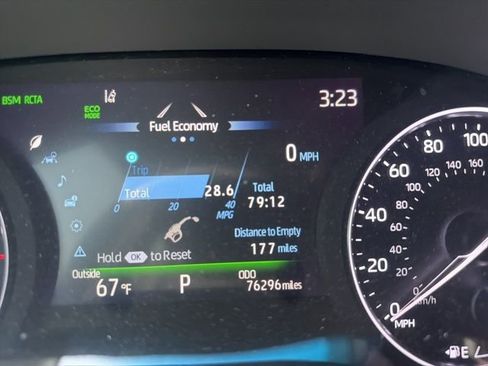 BSM RCTA
ECO
MODE
3:23
Fuel Economy
0 MPH
Trip
Total 28.6
0 20 40
MPG
Total
79:12
Distance to Empty
177 miles
Hold OK to Reset
Outside
67 °F
P
ODO
76296 miles
100
80
60
40
20
0
MPH
160
140
120
100
80
60
40
20
0
km/h
E